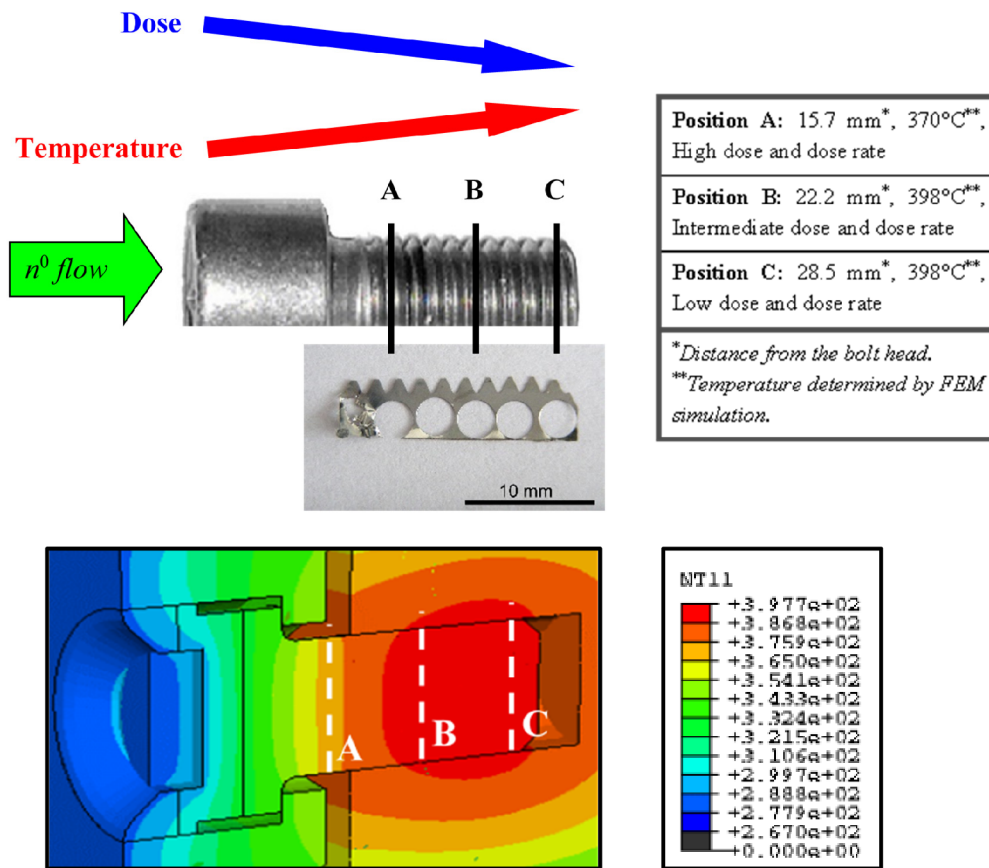 Dose
Temperature
A
B
C
n⁰ flow
Position A: 15.7 mm*, 370°C**,
High dose and dose rate
Position B: 22.2 mm*, 398°C**,
Intermediate dose and dose rate
Position C: 28.5 mm*, 398°C**,
Low dose and dose rate
*Distance from the bolt head.
**Temperature determined by FEM
simulation.
10 mm
A
B
C
NT11
+3.977e+02
+3.868e+02
+3.759e+02
+3.650e+02
+3.541e+02
+3.433e+02
+3.324e+02
+3.215e+02
+3.106e+02
+2.997e+02
+2.888e+02
+2.779e+02
+2.670e+02
+0.000e+00